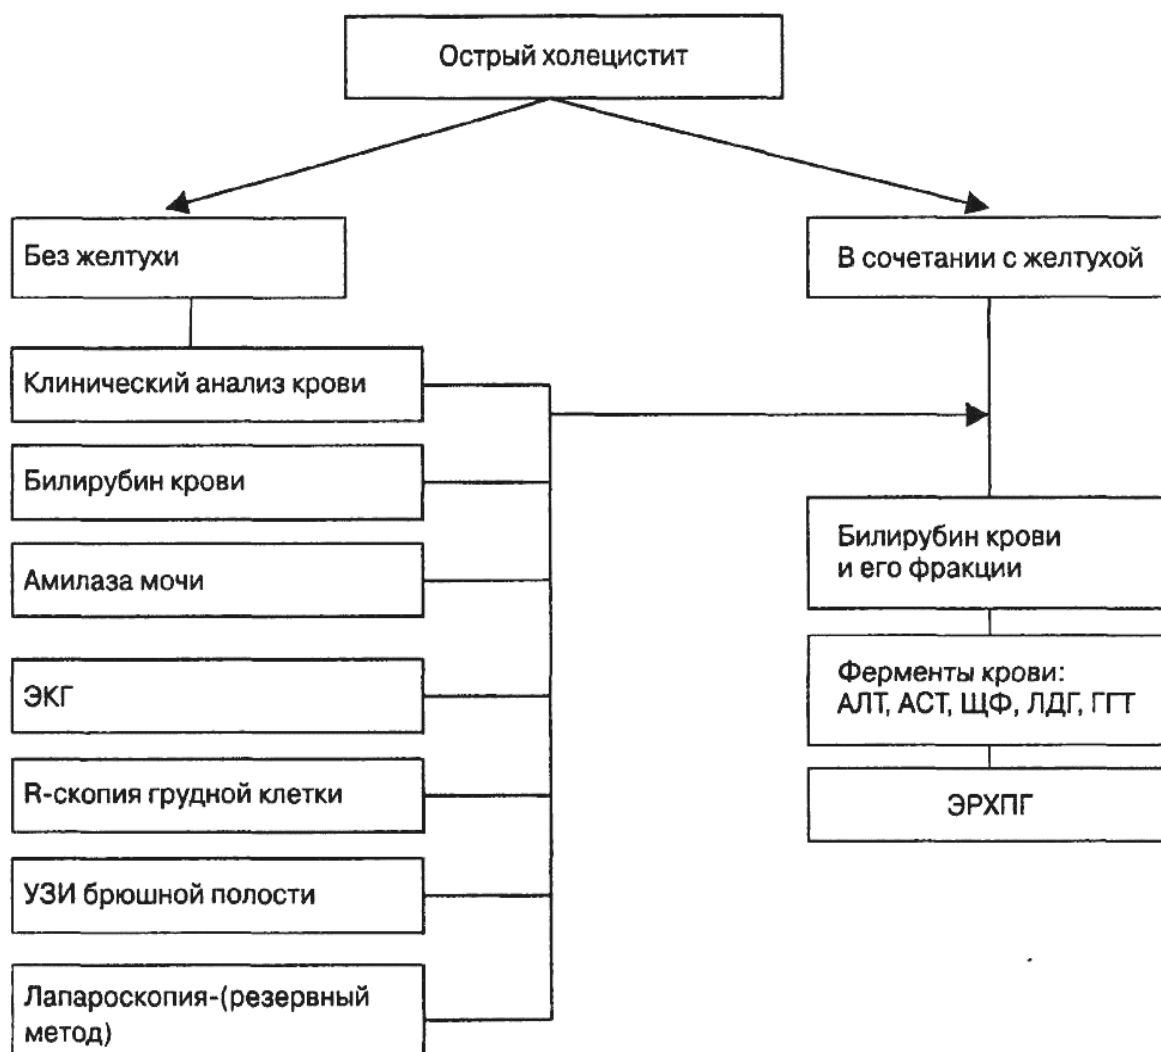 Острый холецистит
Без желтухи
В сочетании с желтухой
Клинический анализ крови
Билирубин крови
Амилаза мочи
ЭКГ
R-скопия грудной клетки
УЗИ брюшной полости
Лапароскопия-(резервный
метод)
Билирубин крови
и его фракции
Ферменты крови:
АЛТ, АСТ, ЩФ, ЛДГ, ГГТ
ЭРХПГ